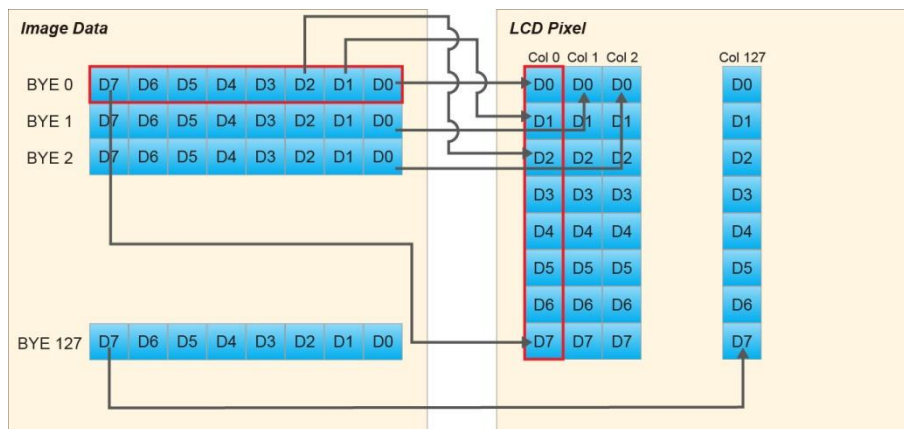 Image Data
LCD Pixel
Col 0 Col 1 Col 2 Col 127
BYE 0 D7 D6 D5 D4 D3 D2 D1 D0 D0 D0 D0 D0
BYE 1 D7 D6 D5 D4 D3 D2 D1 D0 D1 D1 D1 D1
BYE 2 D7 D6 D5 D4 D3 D2 D1 D0 D2 D2 D2 D2
D3 D3 D3 D3
D4 D4 D4 D4
D5 D5 D5 D5
D6 D6 D6 D6
BYE 127 D7 D6 D5 D4 D3 D2 D1 D0 D7 D7 D7 D7